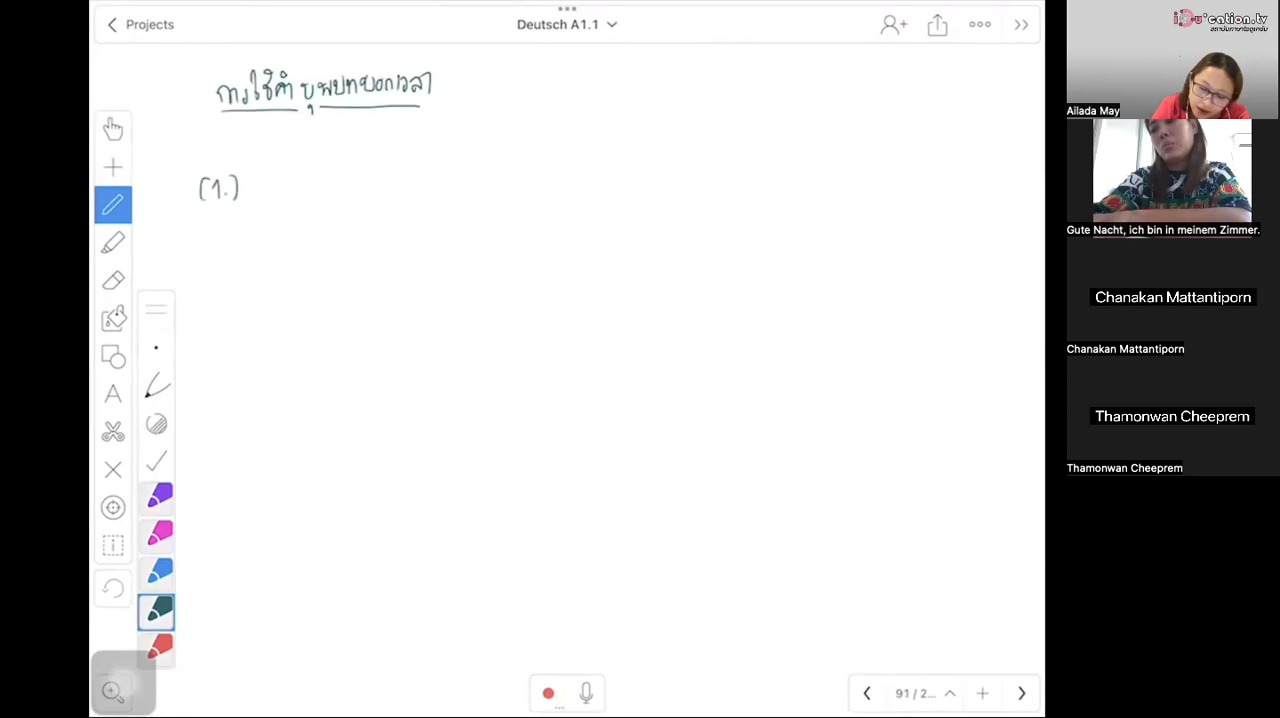 Projects
Deutsch A1.1
การใช้คำบุพบทบอกเวลา
(1.)
A
91 / 2...
Ailada May
Gute Nacht, ich bin in meinem Zimmer.
Chanakan Mattantiporn
Chanakan Mattantiporn
Thamonwan Cheeprem
Thamonwan Cheeprem